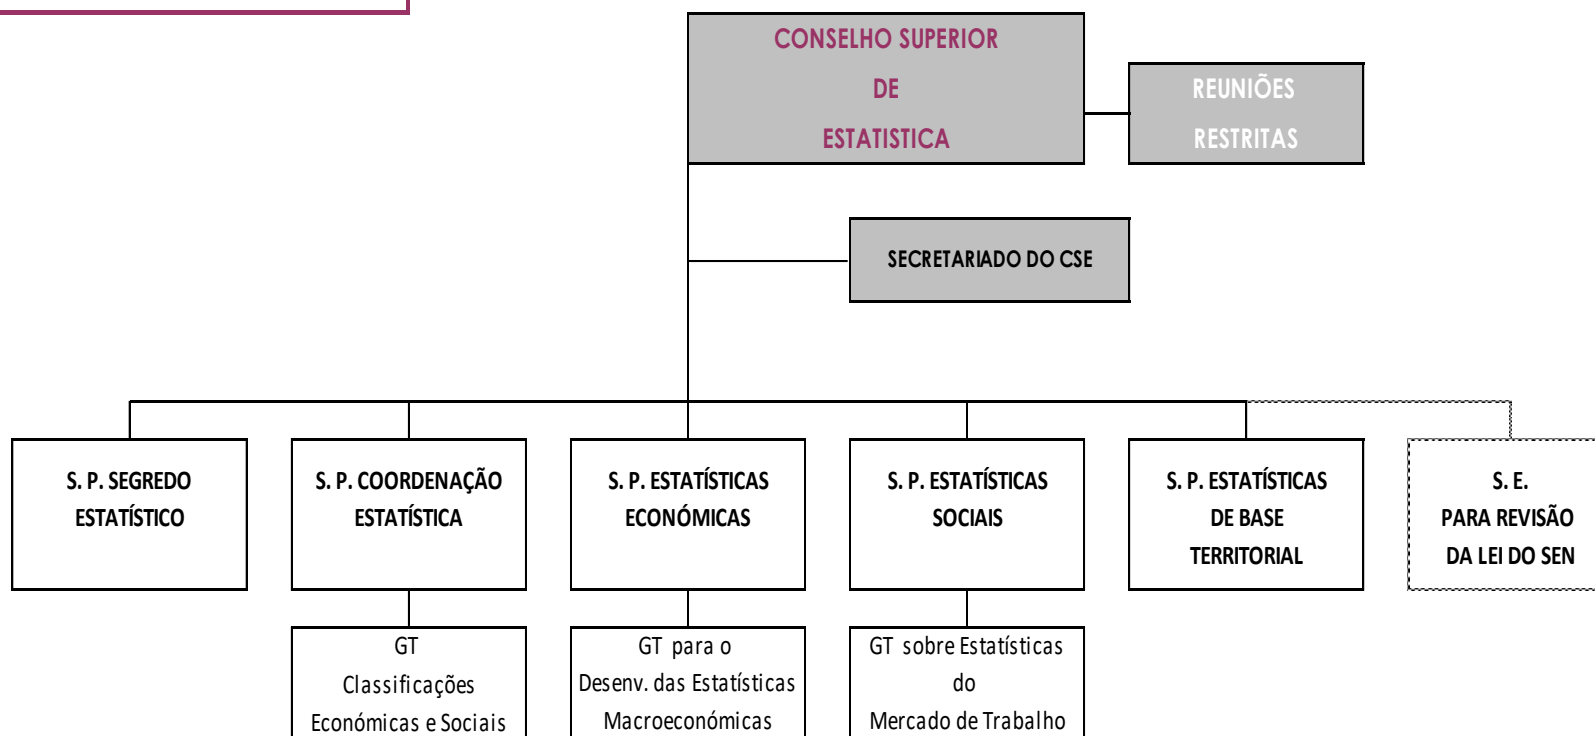 CONSELHO SUPERIOR
DE
ESTATISTICA
REUNIÕES
RESTRITAS
SECRETARIADO DO CSE
S. P. SEGREDO
ESTATÍSTICO
S. P. COORDENAÇÃO
ESTATÍSTICA
S. P. ESTATÍSTICAS
ECONÓMICAS
S. P. ESTATÍSTICAS
SOCIAIS
S. P. ESTATÍSTICAS
DE BASE
TERRITORIAL
S. E.
PARA REVISÃO
DA LEI DO SEN
GT
Classificações
Económicas e Sociais
GT para o
Desenv. das Estatísticas
Macroeconómicas
GT sobre Estatísticas
do
Mercado de Trabalho